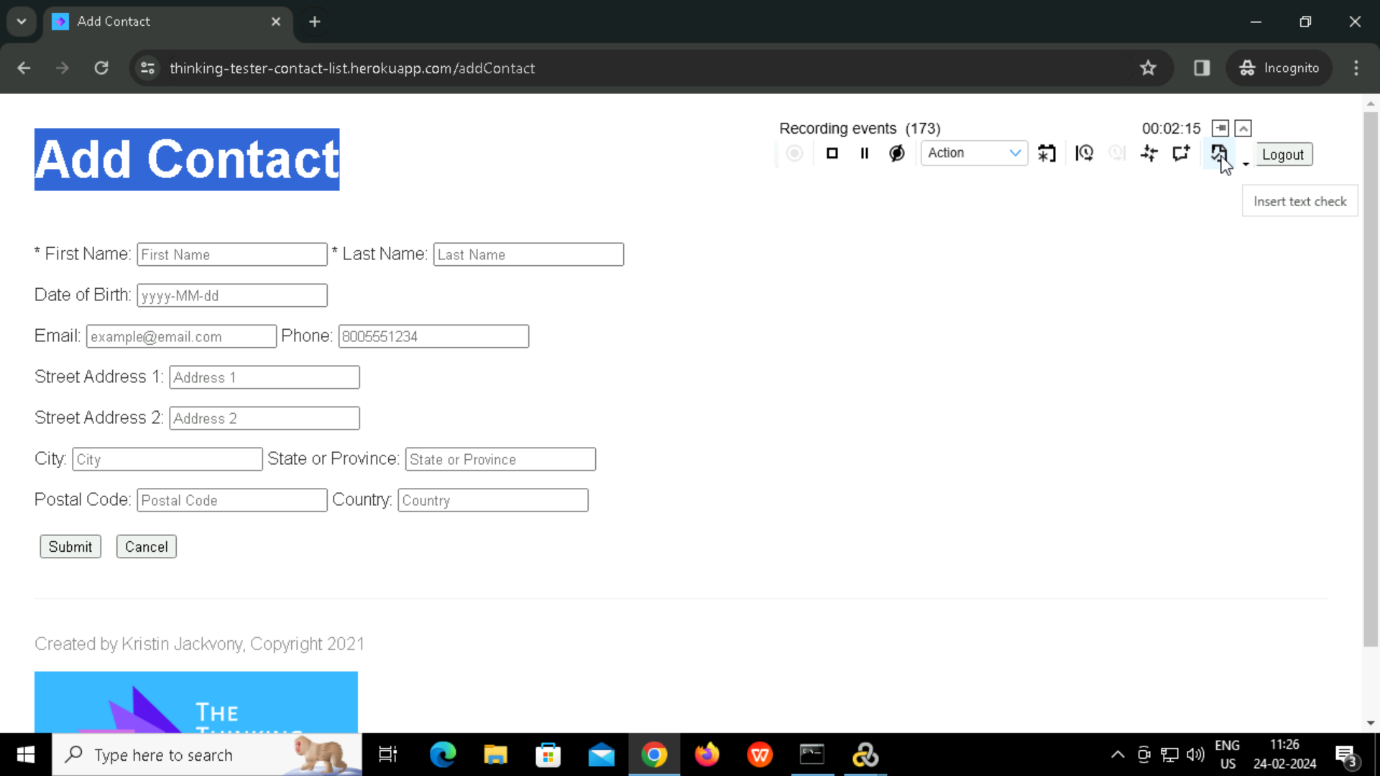 Add Contact
thinking-tester-contact-list.herokuapp.com/addContact
Incognito
Recording events (173)
00:02:15
Add Contact
Action
Logout
Insert text check
* First Name: First Name * Last Name: Last Name
Date of Birth: yyyy-MM-dd
Email: example@email.com Phone: 8005551234
Street Address 1: Address 1
Street Address 2: Address 2
City: City State or Province: State or Province
Postal Code: Postal Code Country: Country
Submit Cancel
Created by Kristin Jackvony, Copyright 2021
THE
THINKING
Type here to search
ENG
US
11:26
24-02-2024
3